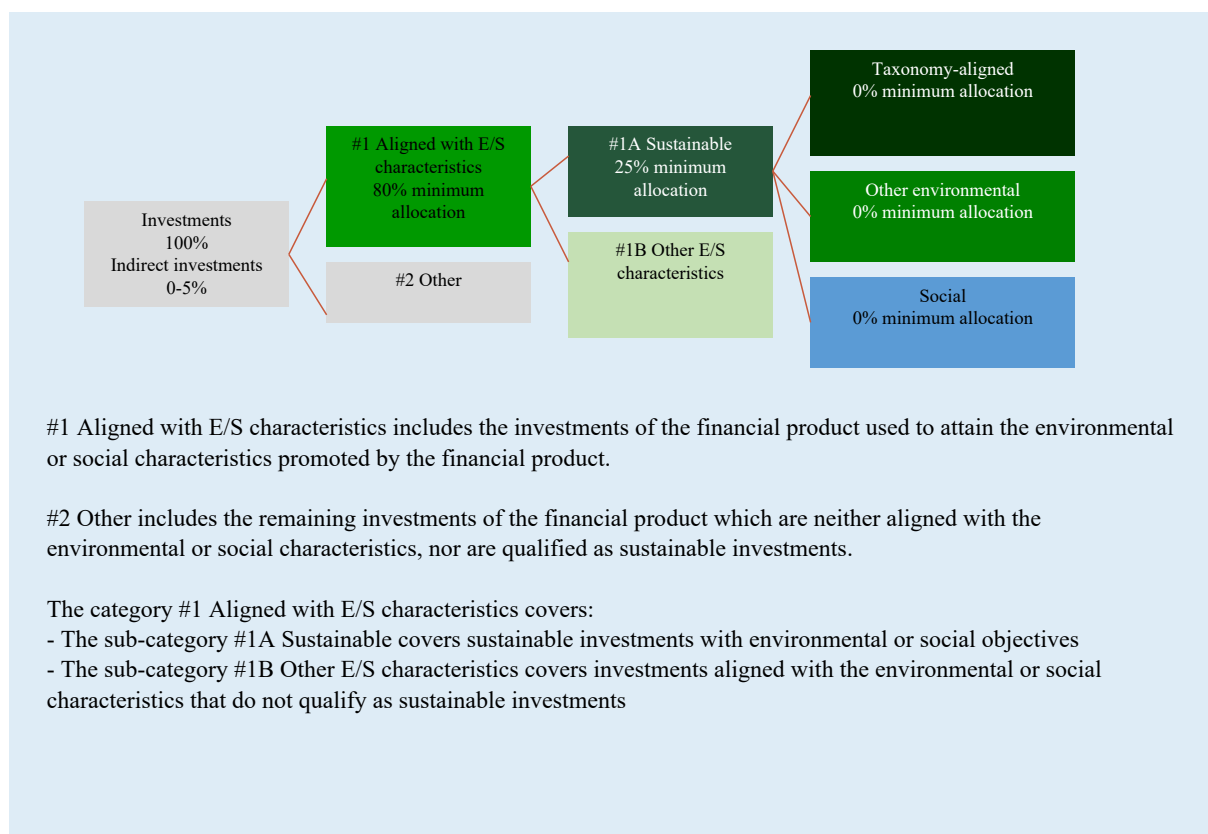 Investments
100%
Indirect investments
0-5%
#1 Aligned with E/S
characteristics
80% minimum
allocation
#2 Other
#1A Sustainable
25% minimum
allocation
#1B Other E/S
characteristics
Taxonomy-aligned
0% minimum allocation
Other environmental
0% minimum allocation
Social
0% minimum allocation
#1 Aligned with E/S characteristics includes the investments of the financial product used to attain the environmental
or social characteristics promoted by the financial product.
#2 Other includes the remaining investments of the financial product which are neither aligned with the
environmental or social characteristics, nor are qualified as sustainable investments.
The category #1 Aligned with E/S characteristics covers:
- The sub-category #1A Sustainable covers sustainable investments with environmental or social objectives
- The sub-category #1B Other E/S characteristics covers investments aligned with the environmental or social
characteristics that do not qualify as sustainable investments